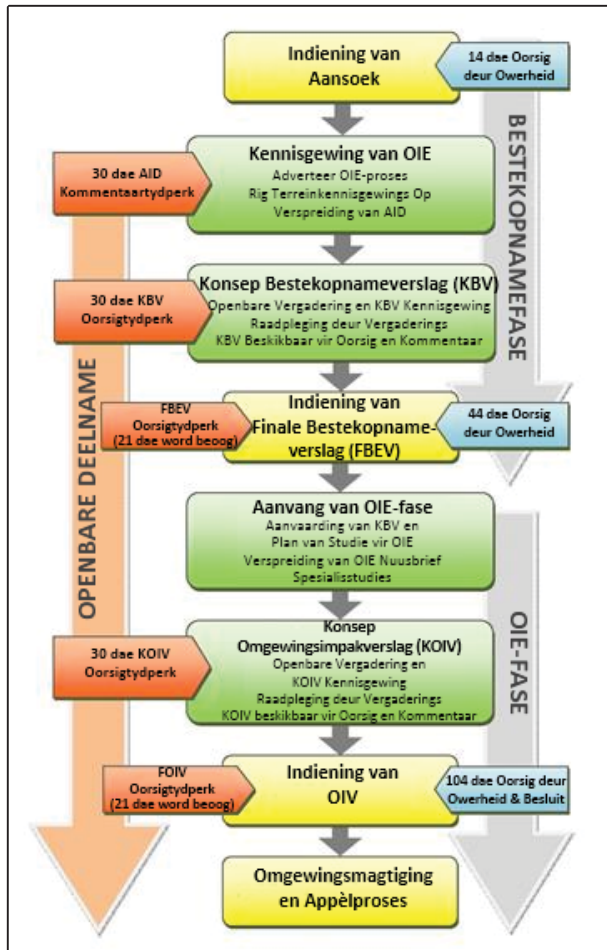 Indiening van
Aansoek
14 dae Oorsig
deur Owerheid
BESTEKOPNAMEFASE
Kennisgewing van OIE
Adverteer OIE-proses
Rig Terreinkennisgewings Op
Verspreiding van AID
30 dae AID
Kommentaartydperk
OPENBARE DEELNAME
Konsep Bestekopnameverslag (KBV)
Openbare Vergadering en KBV Kennisgewing
Raadpleging deur Vergaderings
KBV Beskikbaar vir Oorsig en Kommentaar
30 dae KBV
Oorsigtydperk
Indiening van
Finale Bestekopname-
verslag (FBEV)
FBEV
Oorsigtydperk
(21 dae word beoog)
44 dae Oorsig
deur Owerheid
Aanvang van OIE-fase
Aanvaarding van KBV en
Plan van Studie vir OIE
Verspreiding van OIE Nuusbrief
Spesialisstudies
OIE-FASE
Konsep
Omgewingsimpakverslag (KOIV)
Openbare Vergadering en
KOIV Kennisgewing
Raadpleging deur Vergaderings
KOIV beskikbaar vir Oorsig en Kommentaar
30 dae KOIV
Oorsigtydperk
Indiening van
OIV
FOIV
Oorsigtydperk
(21 dae word beoog)
104 dae Oorsig deur
Owerheid & Besluit
Omgewingsmagtiging
en Appèlproses